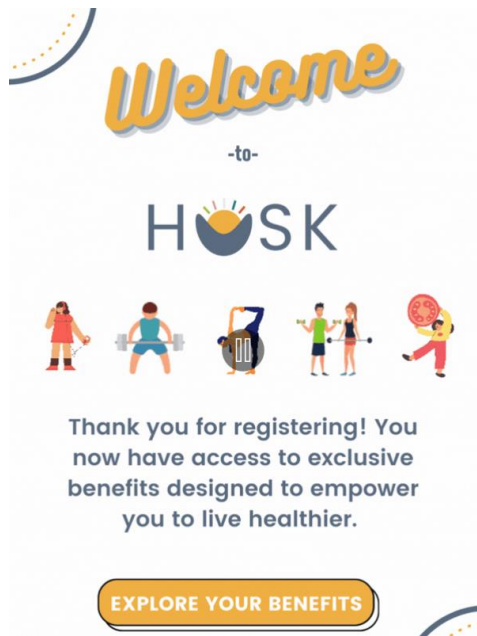 Welcome
-to-
HUSK
Thank you for registering! You
now have access to exclusive
benefits designed to empower
you to live healthier.
EXPLORE YOUR BENEFITS